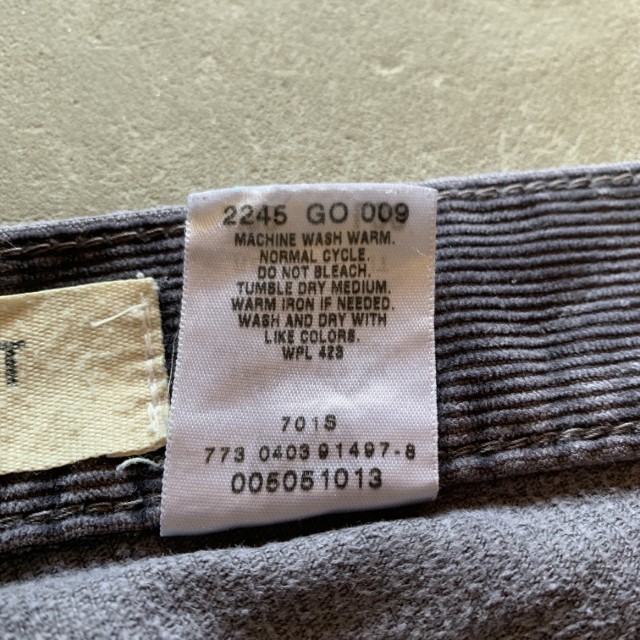 2245 GO 009
MACHINE WASH WARM.
NORMAL CYCLE.
DO NOT BLEACH.
TUMBLE DRY MEDIUM.
WARM IRON IF NEEDED.
WASH AND DRY WITH
LIKE COLORS.
WPL 423
701S
773 0403 91497-8
005051013